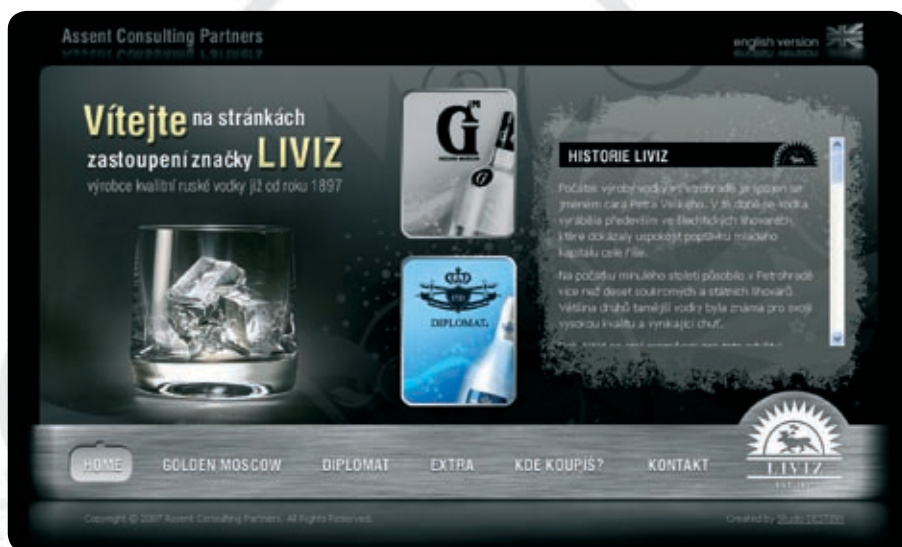 Assent Consulting Partners
english version
Vítejte na stránkách
zastoupení značky LIVIZ
výrobce kvalitní ruské vodky již od roku 1897
G
DIPLOMAT
HISTORIE LIVIZ
Počátek výroby vodky v Petrohradě je spojen se
jménem cara Petra Velikého. V té době se vodka
vyráběla především ve šlechtických lihovarech,
které dokázaly uspokojit poptávku mladého
kapitálu celé říše.
Na počátku minulého století působilo v Petrohradě
více než deset soukromých a státních lihovarů.
Většina druhů tamější vodky byla známá pro svoji
vysokou kvalitu a vynikající chuť.
HOME
GOLDEN MOSCOW
DIPLOMAT
EXTRA
KDE KOUPÍŠ?
KONTAKT
LIVIZ
Copyright © 2007 Assent Consulting Partners. All Rights Reserved.
Created by Studio